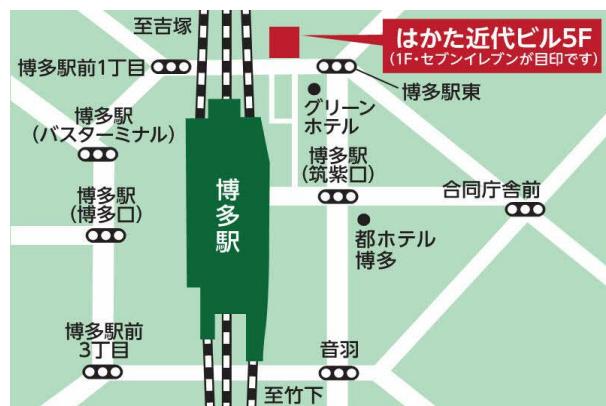 至吉塚
はかた近代ビル5F
(1F・セブンイレブンが目印です)
博多駅前1丁目
博多駅東
グリーン
ホテル
博多駅
(バスターミナル)
博多駅
(筑紫口)
博多駅
合同庁舎前
博多駅
(博多口)
都ホテル
博多
博多駅前
3丁目
音羽
至竹下